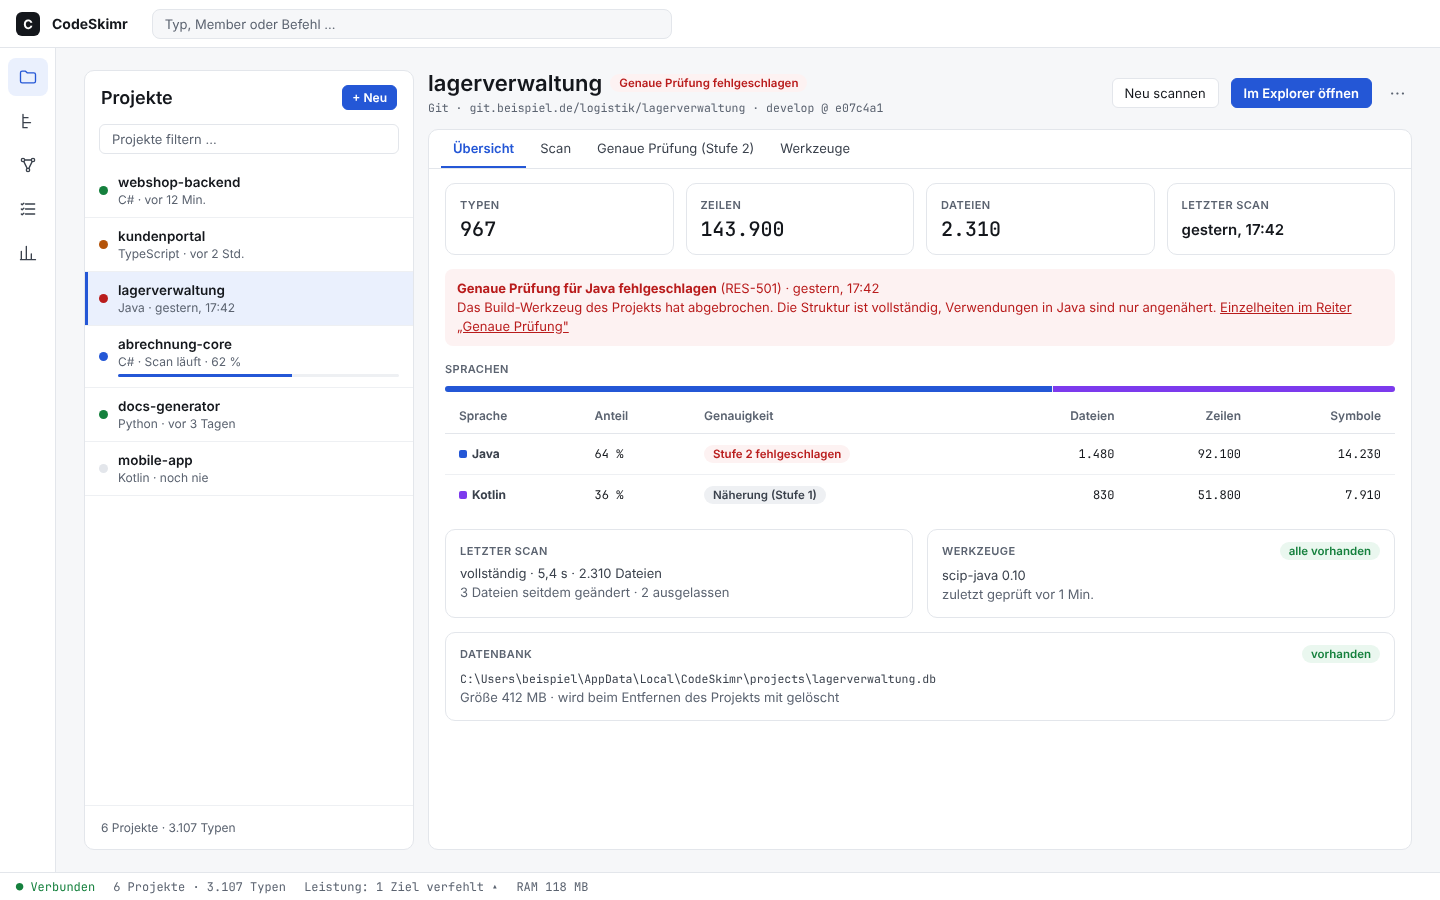 C CodeSkimr Typ, Member oder Befehl ...
Projekte + Neu
Projekte filtern ...
webshop-backend
C# · vor 12 Min.
kundenportal
TypeScript · vor 2 Std.
lagerverwaltung
Java · gestern, 17:42
abrechnung-core
C# · Scan läuft · 62 %
docs-generator
Python · vor 3 Tagen
mobile-app
Kotlin · noch nie
6 Projekte · 3.107 Typen
lagerverwaltung Genaue Prüfung fehlgeschlagen
Git · git.beispiel.de/logistik/lagerverwaltung · develop @ e07c4a1
Neu scannen Im Explorer öffnen ···
Übersicht Scan Genaue Prüfung (Stufe 2) Werkzeuge
TYPEN ZEILEN DATEIEN LETZTER SCAN
967 143.900 2.310 gestern, 17:42
Genaue Prüfung für Java fehlgeschlagen (RES-501) · gestern, 17:42
Das Build-Werkzeug des Projekts hat abgebrochen. Die Struktur ist vollständig, Verwendungen in Java sind nur angenähert. Einzelheiten im Reiter
„Genaue Prüfung"
SPRACHEN
Sprache Anteil Genauigkeit Dateien Zeilen Symbole
Java 64 % Stufe 2 fehlgeschlagen 1.480 92.100 14.230
Kotlin 36 % Näherung (Stufe 1) 830 51.800 7.910
LETZTER SCAN
vollständig · 5,4 s · 2.310 Dateien
3 Dateien seitdem geändert · 2 ausgelassen
WERKZEUGE alle vorhanden
scip-java 0.10
zuletzt geprüft vor 1 Min.
DATENBANK vorhanden
C:\Users\beispiel\AppData\Local\CodeSkimr\projects\lagerverwaltung.db
Größe 412 MB · wird beim Entfernen des Projekts mit gelöscht
Verbunden 6 Projekte · 3.107 Typen Leistung: 1 Ziel verfehlt ▴ RAM 118 MB